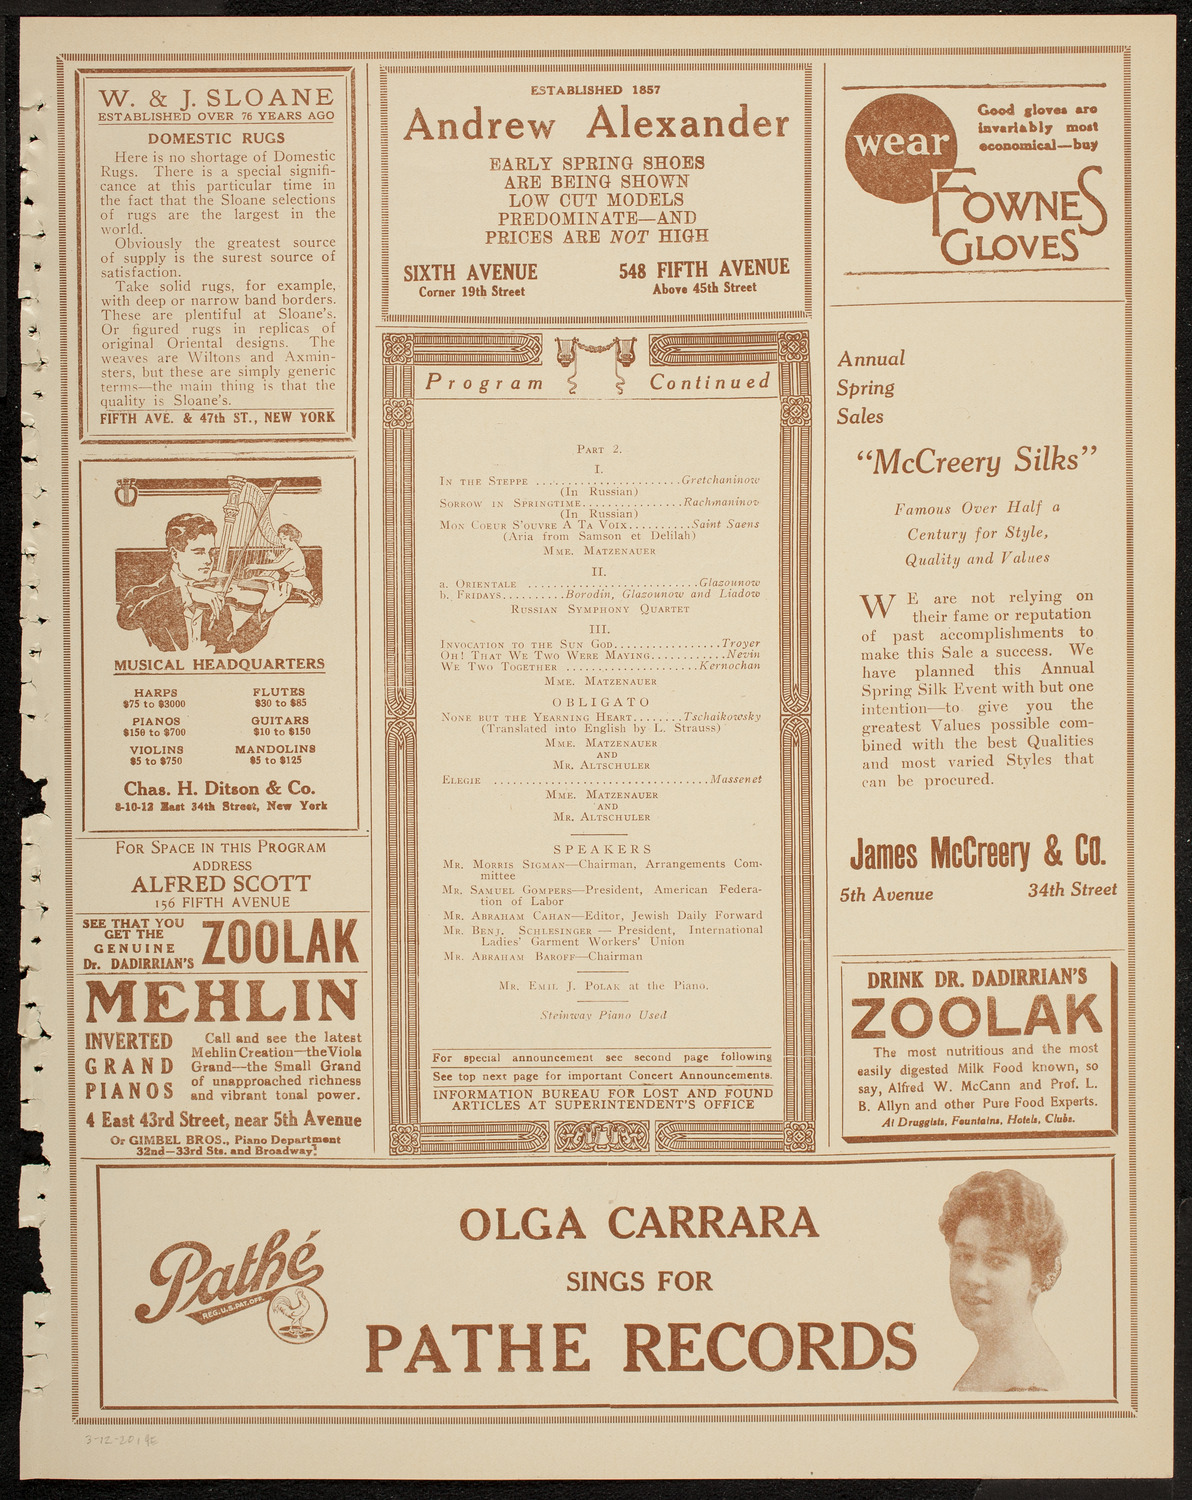 W. & J. SLOANE
ESTABLISHED OVER 76 YEARS AGO
DOMESTIC RUGS
Here is no shortage of Domestic
Rugs. There is a special signifi-
cance at this particular time in
the fact that the Sloane selections
of rugs are the largest in the
world.
Obviously the greatest source
of supply is the surest source of
satisfaction.
Take solid rugs, for example,
with deep or narrow band borders.
These are plentiful at Sloane's.
Or figured rugs in replicas of
original Oriental designs. The
weaves are Wiltons and Axmin-
sters, but these are simply generic
terms—the main thing is that the
quality is Sloane's.
FIFTH AVE. & 47th ST., NEW YORK
MUSICAL HEADQUARTERS
HARPS
$75 to $3000
FLUTES
$30 to $85
PIANOS
$150 to $700
GUITARS
$10 to $150
VIOLINS
$5 to $750
MANDOLINS
$5 to $125
Chas. H. Ditson & Co.
8-10-12 East 34th Street, New York
FOR SPACE IN THIS PROGRAM
ADDRESS
ALFRED SCOTT
156 FIFTH AVENUE
SEE THAT YOU
GET THE
GENUINE
Dr. DADIRRIAN'S
ZOOLAK
MEHLIN
INVERTED
GRAND
PIANOS
Call and see the latest
Mehlin Creation—the Viola
Grand—the Small Grand
of unapproached richness
and vibrant tonal power.
4 East 43rd Street, near 5th Avenue
Or GIMBEL BROS., Piano Department
32nd—33rd Sts. and Broadway
ESTABLISHED 1857
Andrew Alexander
EARLY SPRING SHOES
ARE BEING SHOWN
LOW CUT MODELS
PREDOMINATE—AND
PRICES ARE NOT HIGH
SIXTH AVENUE
Corner 19th Street
548 FIFTH AVENUE
Above 45th Street
Program Continued
PART 2.
I.
IN THE STEPPE .......................Gretchaninow
(In Russian)
SORROW IN SPRINGTIME................Rachmaninov
(In Russian)
MON COEUR S'OUVRE A TA VOIX..........Saint Saens
(Aria from Samson et Delilah)
MME. MATZENAUER
II.
a. ORIENTALE ...........................Glazounow
b. FRIDAYS..........Borodin, Glazounow and Liadow
RUSSIAN SYMPHONY QUARTET
III.
INVOCATION TO THE SUN GOD.................Troyer
OH! THAT WE TWO WERE MAYING............Nevin
WE TWO TOGETHER .....................Kernochan
MME. MATZENAUER
OBLIGATO
NONE BUT THE YEARNING HEART........Tschaikowsky
(Translated into English by L. Strauss)
MME. MATZENAUER
AND
MR. ALTSCHULER
ELEGIE ..................................Massenet
MME. MATZENAUER
AND
MR. ALTSCHULER
SPEAKERS
MR. MORRIS SIGMAN—Chairman, Arrangements Com-
mittee
MR. SAMUEL GOMPERS—President, American Federa-
tion of Labor
MR. ABRAHAM CAHAN—Editor, Jewish Daily Forward
MR. BENJ. SCHLESINGER — President, International
Ladies' Garment Workers' Union
MR. ABRAHAM BAROFF—Chairman
MR. EMIL J. POLAK at the Piano.
Steinway Piano Used
For special announcement see second page following
See top next page for important Concert Announcements.
INFORMATION BUREAU FOR LOST AND FOUND
ARTICLES AT SUPERINTENDENT'S OFFICE
wear
Good gloves are
invariably most
economical—buy
FOWNES
GLOVES
Annual
Spring
Sales
"McCreery Silks"
Famous Over Half a
Century for Style,
Quality and Values
WE are not relying on
their fame or reputation
of past accomplishments to
make this Sale a success. We
have planned this Annual
Spring Silk Event with but one
intention—to give you the
greatest Values possible com-
bined with the best Qualities
and most varied Styles that
can be procured.
James McCreery & Co.
5th Avenue
34th Street
DRINK DR. DADIRRIAN'S
ZOOLAK
The most nutritious and the most
easily digested Milk Food known, so
say, Alfred W. McCann and Prof. L.
B. Allyn and other Pure Food Experts.
At Druggists, Fountains, Hotels, Clubs.
Pathé
REG. U.S. PAT. OFF.
OLGA CARRARA
SINGS FOR
PATHE RECORDS
3-12-20, 9E